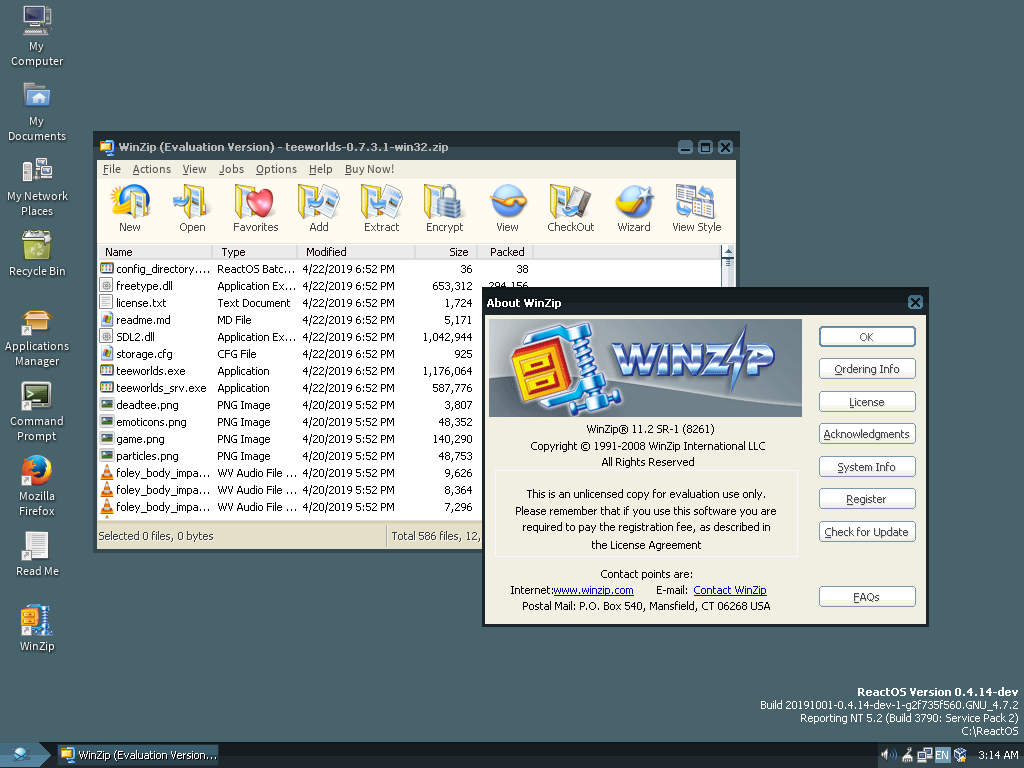 My
Computer
My
Documents
My Network
Places
Recycle Bin
Applications
Manager
Command
Prompt
Mozilla
Firefox
Read Me
WinZip
WinZip (Evaluation Version) - teeworlds-0.7.3.1-win32.zip
File Actions View Jobs Options Help Buy Now!
New Open Favorites Add Extract Encrypt View CheckOut Wizard View Style
Name Type Modified Size Packed
config_directory.... ReactOS Batc... 4/22/2019 6:52 PM 36 38
freetype.dll Application Ex... 4/22/2019 6:52 PM 653,312 294,156
license.txt Text Document 4/22/2019 6:52 PM 1,724
readme.md MD File 4/22/2019 6:52 PM 5,171
SDL2.dll Application Ex... 4/22/2019 6:52 PM 1,042,944
storage.cfg CFG File 4/22/2019 6:52 PM 925
teeworlds.exe Application 4/22/2019 6:52 PM 1,176,064
teeworlds_srv.exe Application 4/22/2019 6:52 PM 587,776
deadtee.png PNG Image 4/20/2019 5:52 PM 3,807
emoticons.png PNG Image 4/20/2019 5:52 PM 48,352
game.png PNG Image 4/20/2019 5:52 PM 140,290
particles.png PNG Image 4/20/2019 5:52 PM 48,753
foley_body_impa... WV Audio File ... 4/20/2019 5:52 PM 9,626
foley_body_impa... WV Audio File ... 4/20/2019 5:52 PM 8,364
foley_body_impa... WV Audio File ... 4/20/2019 5:52 PM 7,296
Selected 0 files, 0 bytes Total 586 files, 12,
About WinZip
WINZIP
WinZip® 11.2 SR-1 (8261)
Copyright © 1991-2008 WinZip International LLC
All Rights Reserved
This is an unlicensed copy for evaluation use only.
Please remember that if you use this software you are
required to pay the registration fee, as described in
the License Agreement
Contact points are:
Internet:www.winzip.com E-mail: Contact WinZip
Postal Mail: P.O. Box 540, Mansfield, CT 06268 USA
OK
Ordering Info
License
Acknowledgments
System Info
Register
Check for Update
FAQs
ReactOS Version 0.4.14-dev
Build 20191001-0.4.14-dev-1-g2f735f560.GNU_4.7.2
Reporting NT 5.2 (Build 3790: Service Pack 2)
C:\ReactOS
WinZip (Evaluation Version... EN 3:14 AM